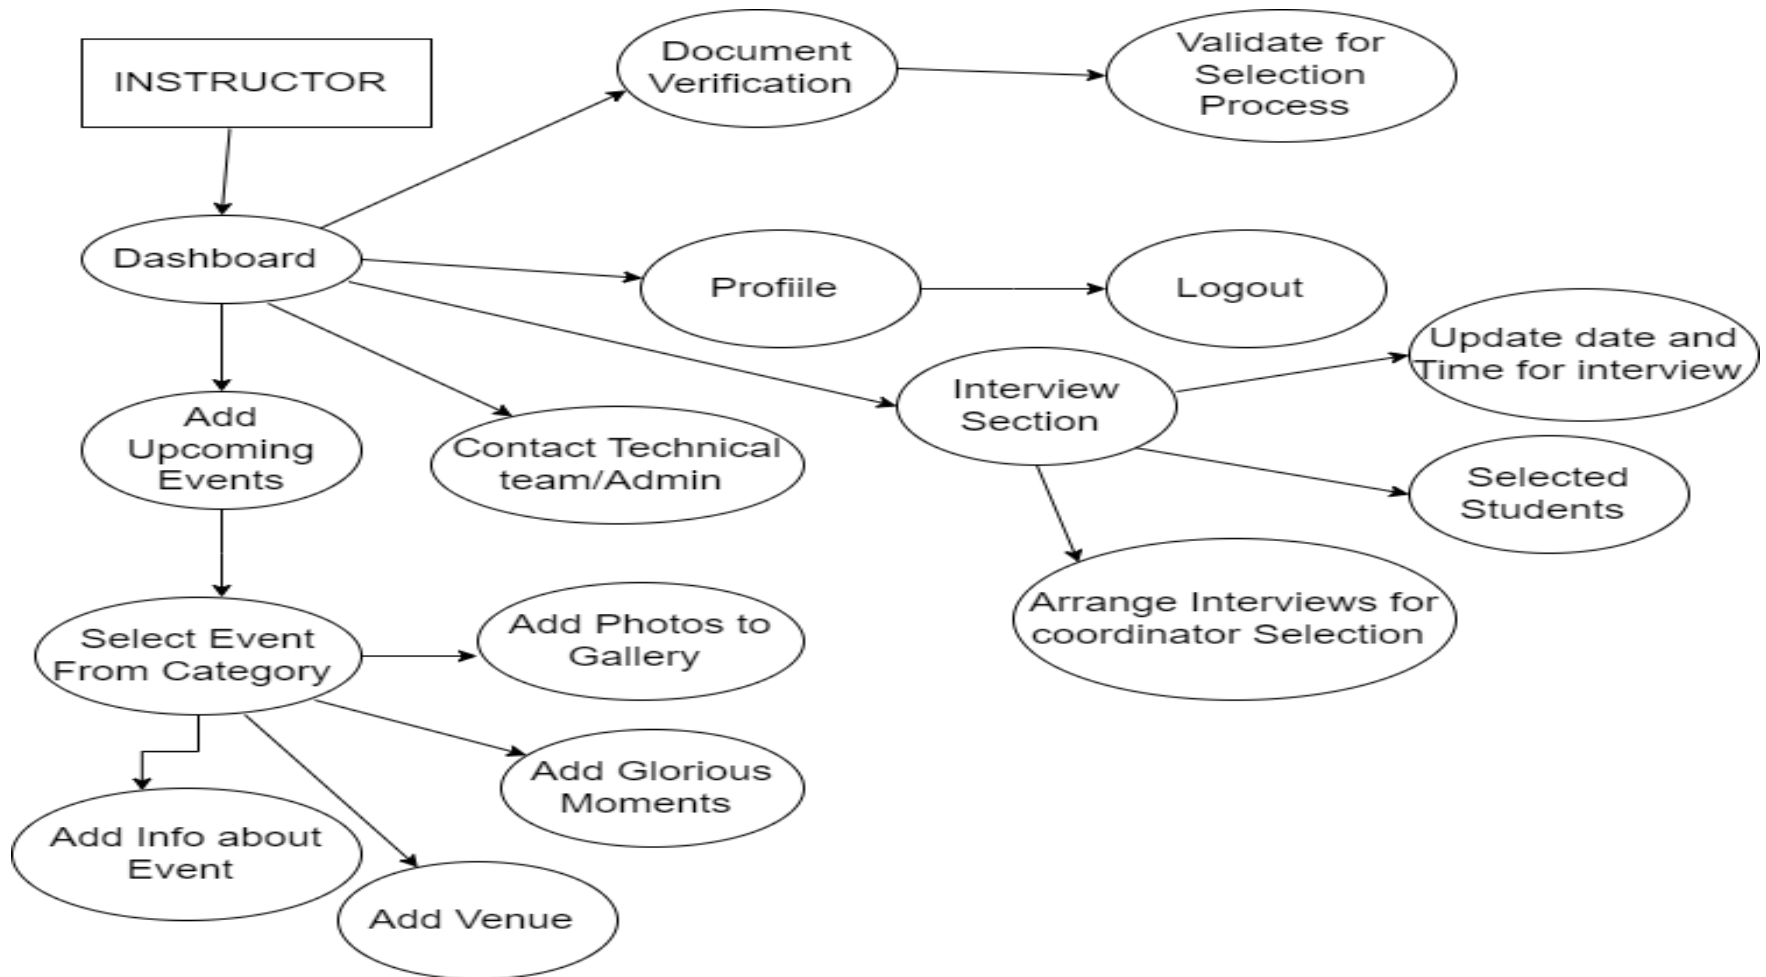 INSTRUCTOR
Document
Verification
Validate for
Selection
Process
Dashboard
Profiile
Logout
Update date and
Time for interview
Interview
Section
Add
Upcoming
Events
Contact Technical
team/Admin
Selected
Students
Arrange Interviews for
coordinator Selection
Select Event
From Category
Add Photos to
Gallery
Add Glorious
Moments
Add Info about
Event
Add Venue